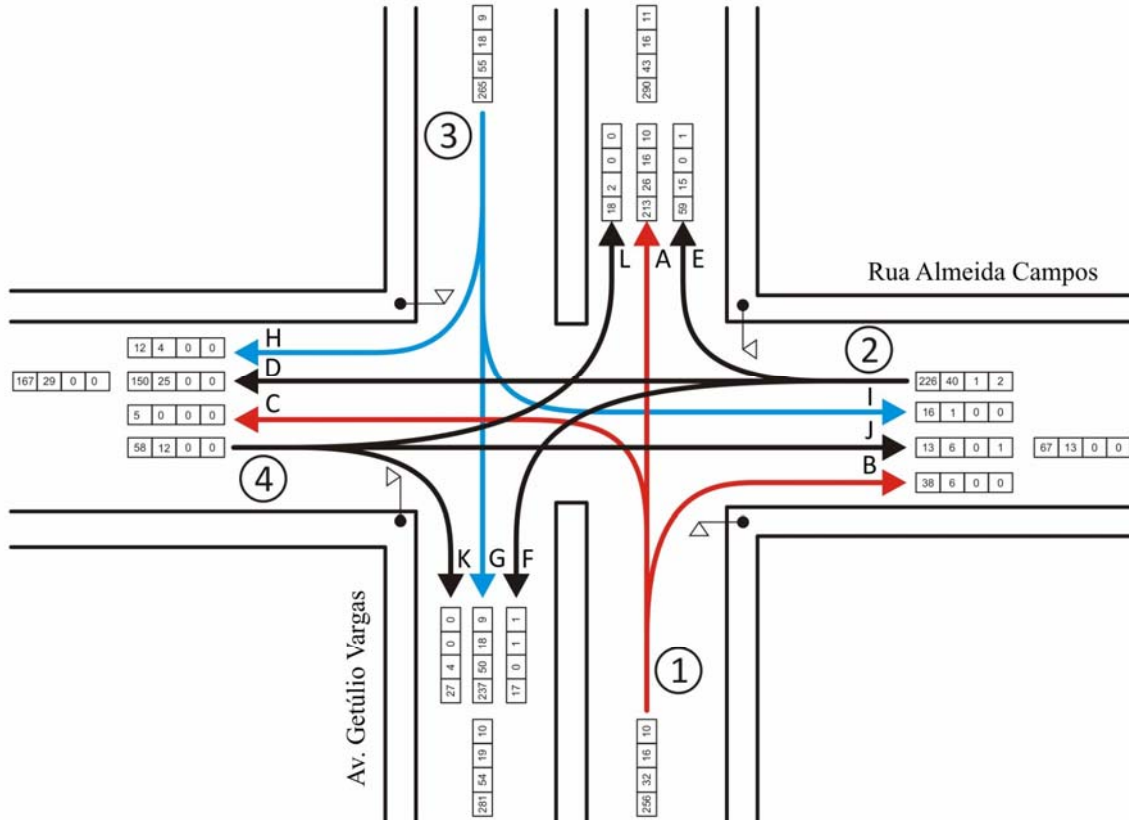 265 55 18 9
290 43 16 11
3
18 2 0 0
213 26 16 10
59 15 0 1
L A E
Rua Almeida Campos
H
12 4 0 0
2
D
167 29 0 0
150 25 0 0
226 40 1 2
C
I
5 0 0 0
16 1 0 0
J
58 12 0 0
13 6 0 1
67 13 0 0
4
B
38 6 0 0
K G F
Av. Getúlio Vargas
27 4 0 0
237 50 18 9
17 0 1 1
1
281 54 19 10
256 32 16 10